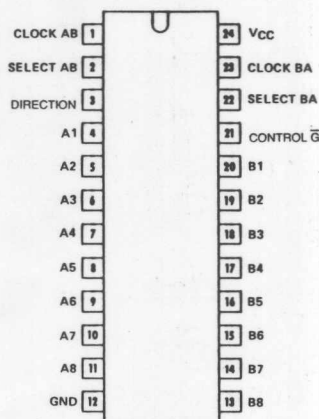 CLOCK AB 1 24 VCC
SELECT AB 2 23 CLOCK BA
DIRECTION 3 22 SELECT BA
A1 4 21 CONTROL G̅
A2 5 20 B1
A3 6 19 B2
A4 7 18 B3
A5 8 17 B4
A6 9 16 B5
A7 10 15 B6
A8 11 14 B7
GND 12 13 B8